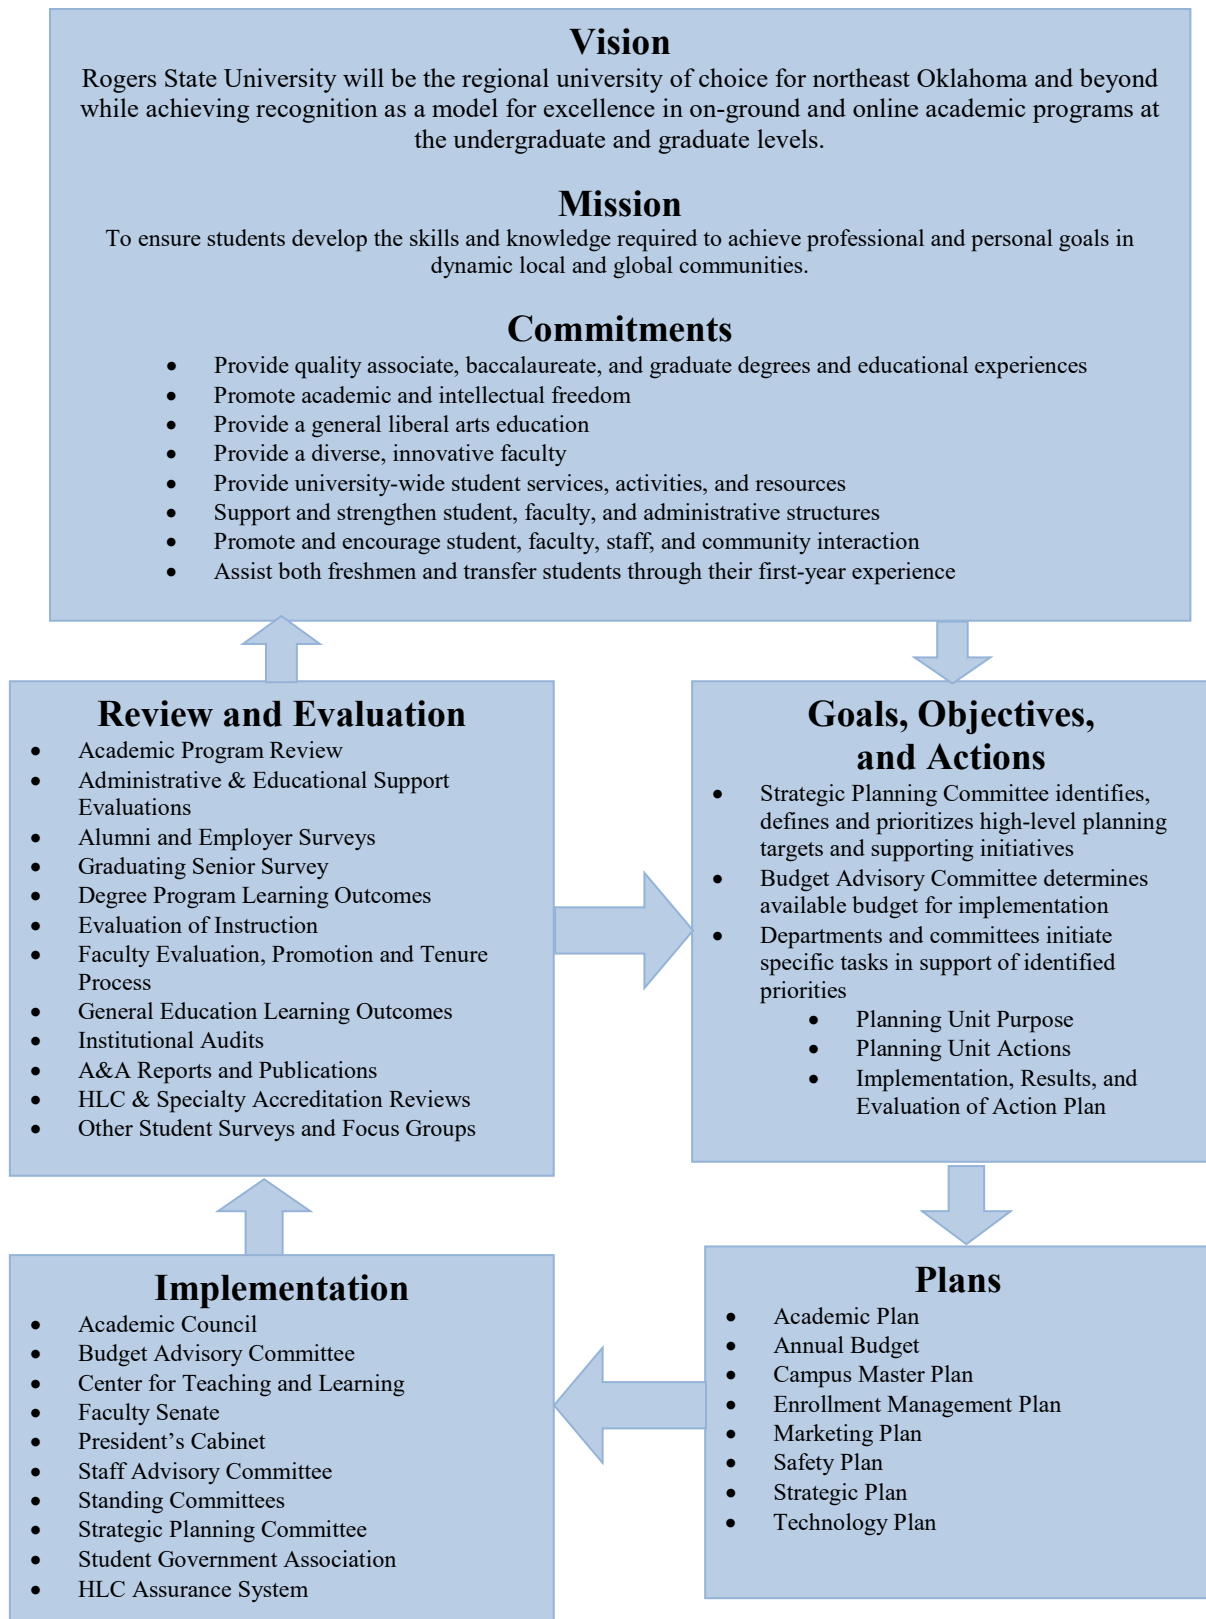 Vision
Rogers State University will be the regional university of choice for northeast Oklahoma and beyond
while achieving recognition as a model for excellence in on-ground and online academic programs at
the undergraduate and graduate levels.
Mission
To ensure students develop the skills and knowledge required to achieve professional and personal goals in
dynamic local and global communities.
Commitments
• Provide quality associate, baccalaureate, and graduate degrees and educational experiences
• Promote academic and intellectual freedom
• Provide a general liberal arts education
• Provide a diverse, innovative faculty
• Provide university-wide student services, activities, and resources
• Support and strengthen student, faculty, and administrative structures
• Promote and encourage student, faculty, staff, and community interaction
• Assist both freshmen and transfer students through their first-year experience
Review and Evaluation
• Academic Program Review
• Administrative & Educational Support
Evaluations
• Alumni and Employer Surveys
• Graduating Senior Survey
• Degree Program Learning Outcomes
• Evaluation of Instruction
• Faculty Evaluation, Promotion and Tenure
Process
• General Education Learning Outcomes
• Institutional Audits
• A&A Reports and Publications
• HLC & Specialty Accreditation Reviews
• Other Student Surveys and Focus Groups
Goals, Objectives,
and Actions
• Strategic Planning Committee identifies,
defines and prioritizes high-level planning
targets and supporting initiatives
• Budget Advisory Committee determines
available budget for implementation
• Departments and committees initiate
specific tasks in support of identified
priorities
• Planning Unit Purpose
• Planning Unit Actions
• Implementation, Results, and
Evaluation of Action Plan
Implementation
• Academic Council
• Budget Advisory Committee
• Center for Teaching and Learning
• Faculty Senate
• President’s Cabinet
• Staff Advisory Committee
• Standing Committees
• Strategic Planning Committee
• Student Government Association
• HLC Assurance System
Plans
• Academic Plan
• Annual Budget
• Campus Master Plan
• Enrollment Management Plan
• Marketing Plan
• Safety Plan
• Strategic Plan
• Technology Plan